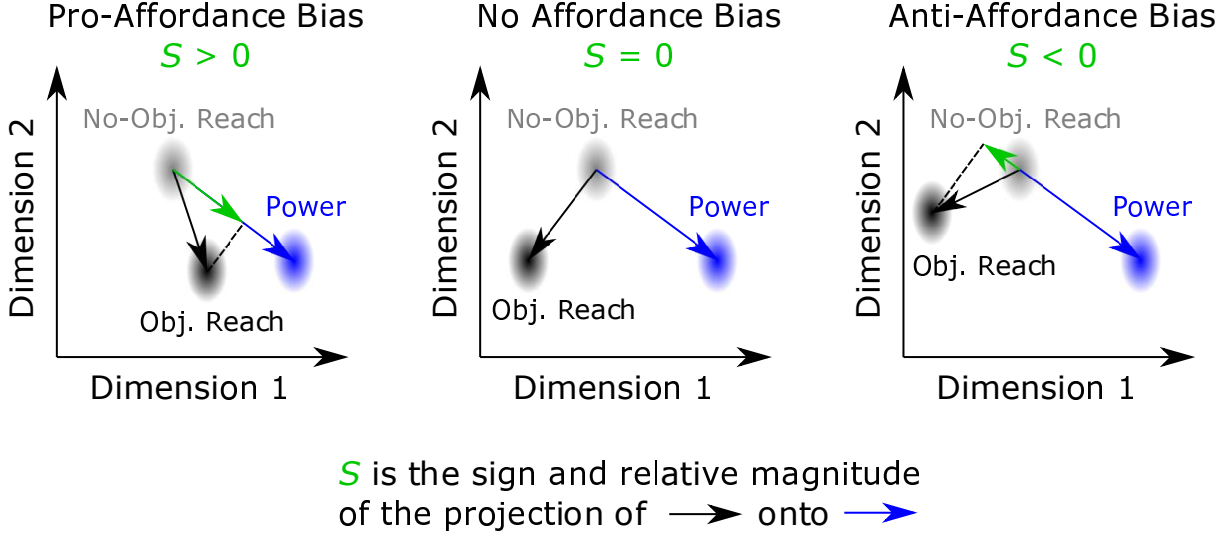 Pro-Affordance Bias
S > 0
Dimension 2
No-Obj. Reach
Power
Obj. Reach
Dimension 1
No Affordance Bias
S = 0
Dimension 2
No-Obj. Reach
Power
Obj. Reach
Dimension 1
Anti-Affordance Bias
S < 0
Dimension 2
No-Obj. Reach
Power
Obj. Reach
Dimension 1
S is the sign and relative magnitude
of the projection of onto